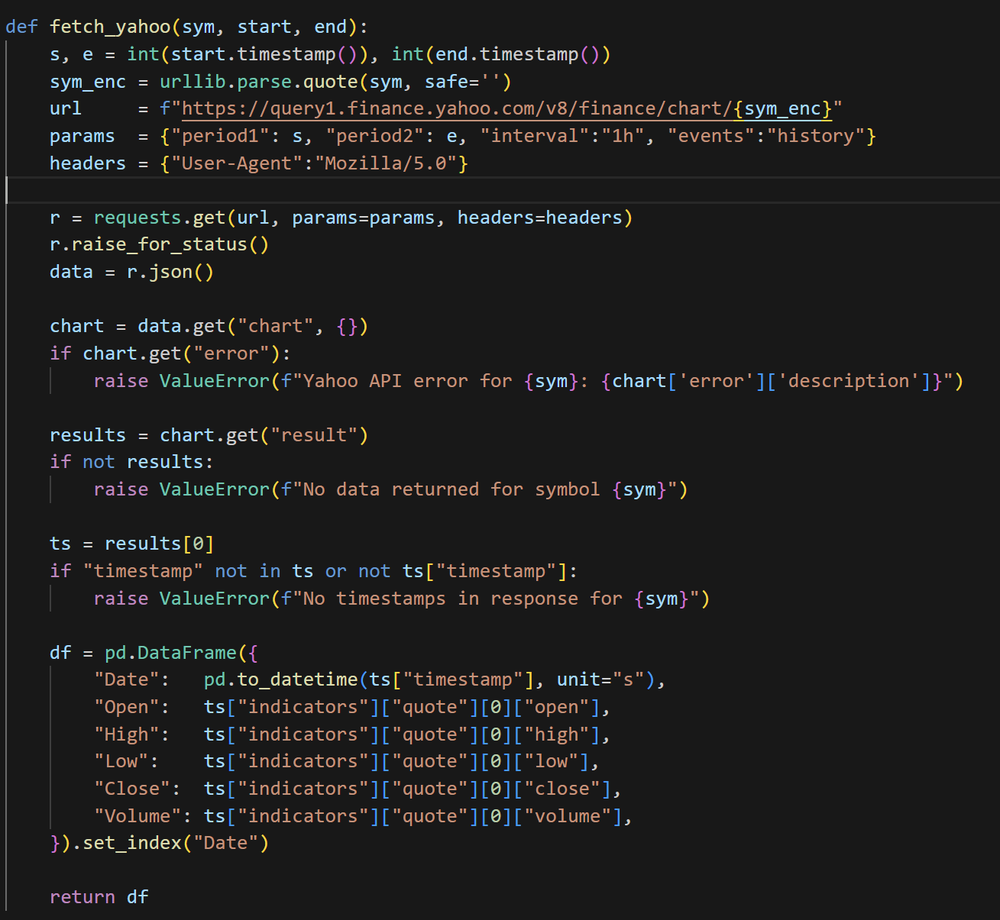 def fetch_yahoo(sym, start, end):
    s, e = int(start.timestamp()), int(end.timestamp())
    sym_enc = urllib.parse.quote(sym, safe='')
    url     = f"https://query1.finance.yahoo.com/v8/finance/chart/{sym_enc}"
    params  = {"period1": s, "period2": e, "interval":"1h", "events":"history"}
    headers = {"User-Agent":"Mozilla/5.0"}

    r = requests.get(url, params=params, headers=headers)
    r.raise_for_status()
    data = r.json()

    chart = data.get("chart", {})
    if chart.get("error"):
        raise ValueError(f"Yahoo API error for {sym}: {chart['error']['description']}")

    results = chart.get("result")
    if not results:
        raise ValueError(f"No data returned for symbol {sym}")

    ts = results[0]
    if "timestamp" not in ts or not ts["timestamp"]:
        raise ValueError(f"No timestamps in response for {sym}")

    df = pd.DataFrame({
        "Date":   pd.to_datetime(ts["timestamp"], unit="s"),
        "Open":   ts["indicators"]["quote"][0]["open"],
        "High":   ts["indicators"]["quote"][0]["high"],
        "Low":    ts["indicators"]["quote"][0]["low"],
        "Close":  ts["indicators"]["quote"][0]["close"],
        "Volume": ts["indicators"]["quote"][0]["volume"],
    }).set_index("Date")

    return df